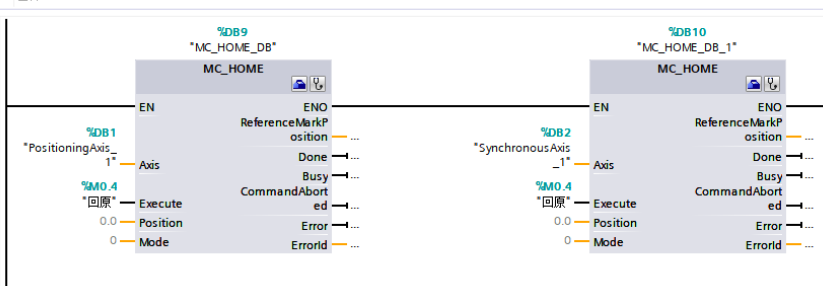 %DB9
"MC_HOME_DB"
MC_HOME
EN
ENO
ReferenceMarkP
osition
...
%DB1
"PositioningAxis_
1"
Axis
Done
...
Busy
...
%M0.4
"回原"
Execute
CommandAbort
ed
...
0.0
Position
Error
...
0
Mode
ErrorId
...
%DB10
"MC_HOME_DB_1"
MC_HOME
EN
ENO
ReferenceMarkP
osition
...
%DB2
"SynchronousAxis
_1"
Axis
Done
...
Busy
...
%M0.4
"回原"
Execute
CommandAbort
ed
...
0.0
Position
Error
...
0
Mode
ErrorId
...